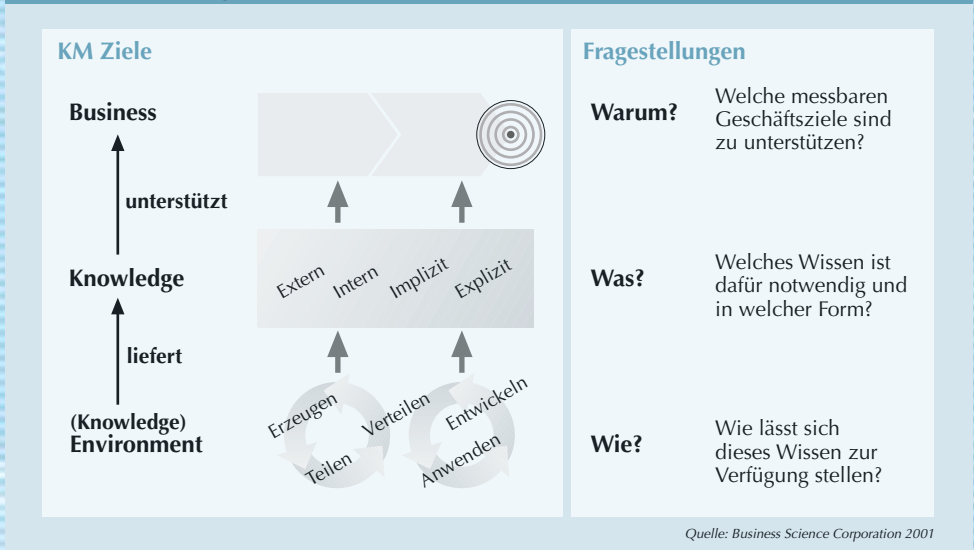 KM Ziele
Business
unterstützt
Knowledge
liefert
(Knowledge)
Environment
Extern
Intern
Implizit
Explizit
Erzeugen
Teilen
Verteilen
Entwickeln
Anwenden
Fragestellungen
Warum?
Welche messbaren
Geschäftsziele sind
zu unterstützen?
Was?
Welches Wissen ist
dafür notwendig und
in welcher Form?
Wie?
Wie lässt sich
dieses Wissen zur
Verfügung stellen?
Quelle: Business Science Corporation 2001